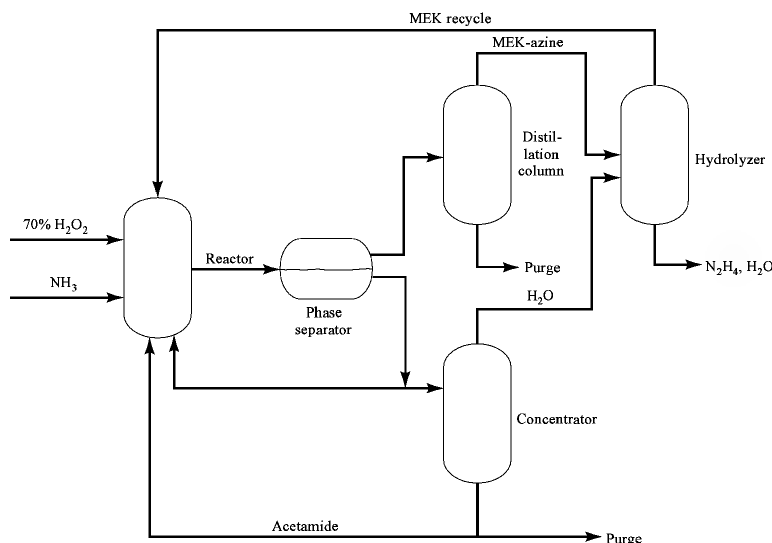 MEK recycle
MEK-azine
Distil-
lation
column
Hydrolyzer
70% H₂O₂
Reactor
NH₃
Purge
N₂H₄, H₂O
H₂O
Phase
separator
Concentrator
Acetamide
Purge